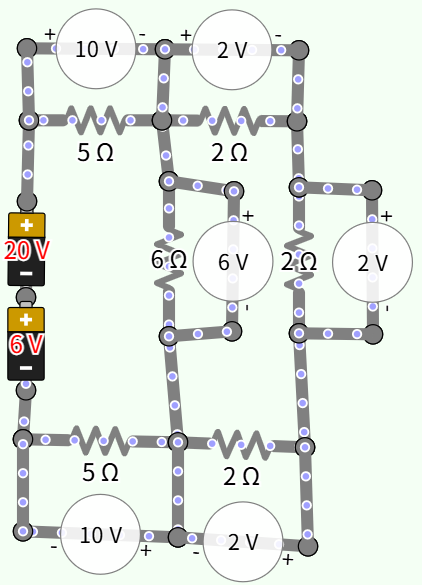 + 10 V - + 2 V -
5 Ω 2 Ω
+
-
20 V
+
-
6 V
6 Ω + 6 V - 2 Ω + 2 V -
5 Ω 2 Ω
- 10 V + - 2 V +